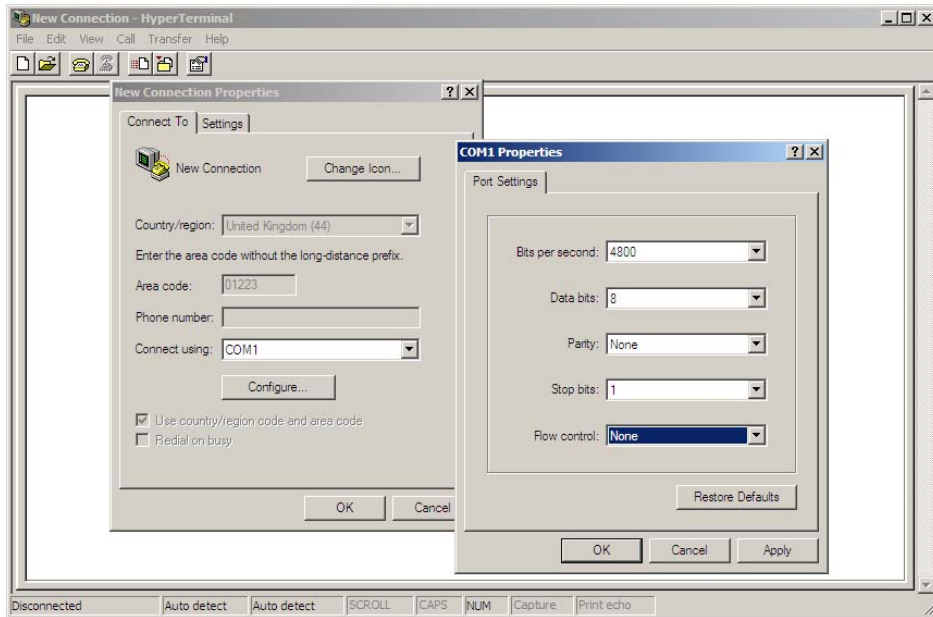 New Connection - HyperTerminal
File Edit View Call Transfer Help
New Connection Properties
Connect To Settings
New Connection Change Icon...
Country/region: United Kingdom (44)
Enter the area code without the long-distance prefix.
Area code: 01223
Phone number:
Connect using: COM1
Configure...
Use country/region code and area code
Redial on busy
OK Cancel
COM1 Properties
Port Settings
Bits per second: 4800
Data bits: 8
Parity: None
Stop bits: 1
Flow control: None
Restore Defaults
OK Cancel Apply
Disconnected Auto detect Auto detect SCROLL CAPS NUM Capture Print echo